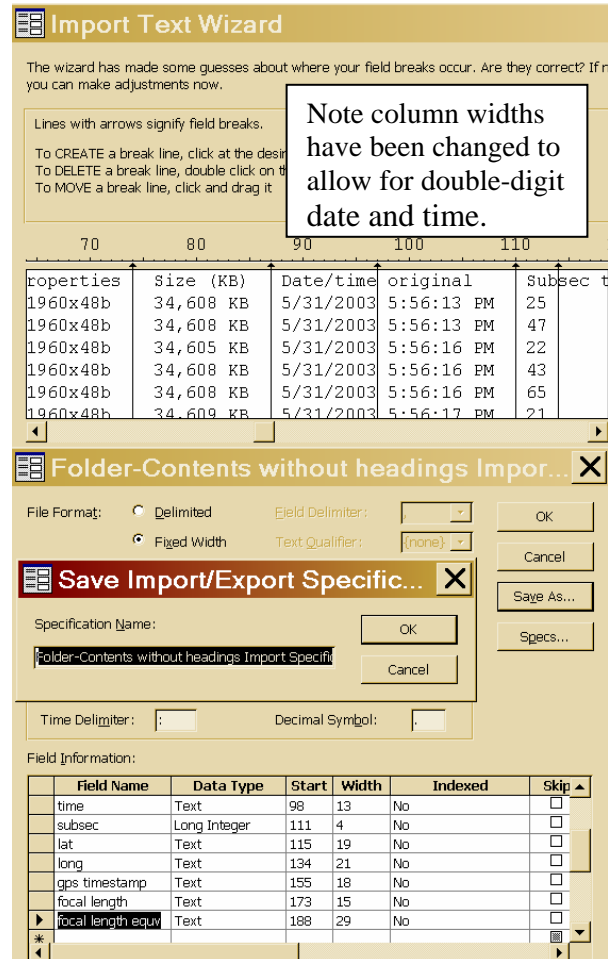 Import Text Wizard
The wizard has made some guesses about where your field breaks occur. Are they correct? If
you can make adjustments now.
Lines with arrows signify field breaks.
To CREATE a break line, click at the
To DELETE a break line, double click on
To MOVE a break line, click and drag it
Note column widths
have been changed to
allow for double-digit
date and time.
70 80 90 100 110
roperties Size (KB) Date/time original Subsec t
1960x48b 34,608 KB 5/31/2003 5:56:13 PM 25
1960x48b 34,608 KB 5/31/2003 5:56:13 PM 47
1960x48b 34,605 KB 5/31/2003 5:56:16 PM 22
1960x48b 34,608 KB 5/31/2003 5:56:16 PM 43
1960x48b 34,608 KB 5/31/2003 5:56:16 PM 65
1960x48b 34,609 KB 5/31/2003 5:56:17 PM 21
Folder-Contents without headings Impor...
File Format: Delimited Field Delimiter: , OK
Fixed Width Text Qualifier: {none} Cancel
Save Import/Export Specific... Save As...
Specification Name: OK Specs...
Folder-Contents without headings Import Specific
Cancel
Time Delimiter: : Decimal Symbol: .
Field Information:
Field Name Data Type Start Width Indexed Skip
time Text 98 13 No
subsec Long Integer 111 4 No
lat Text 115 19 No
long Text 134 21 No
gps timestamp Text 155 18 No
focal length Text 173 15 No
focal length equv Text 188 29 No